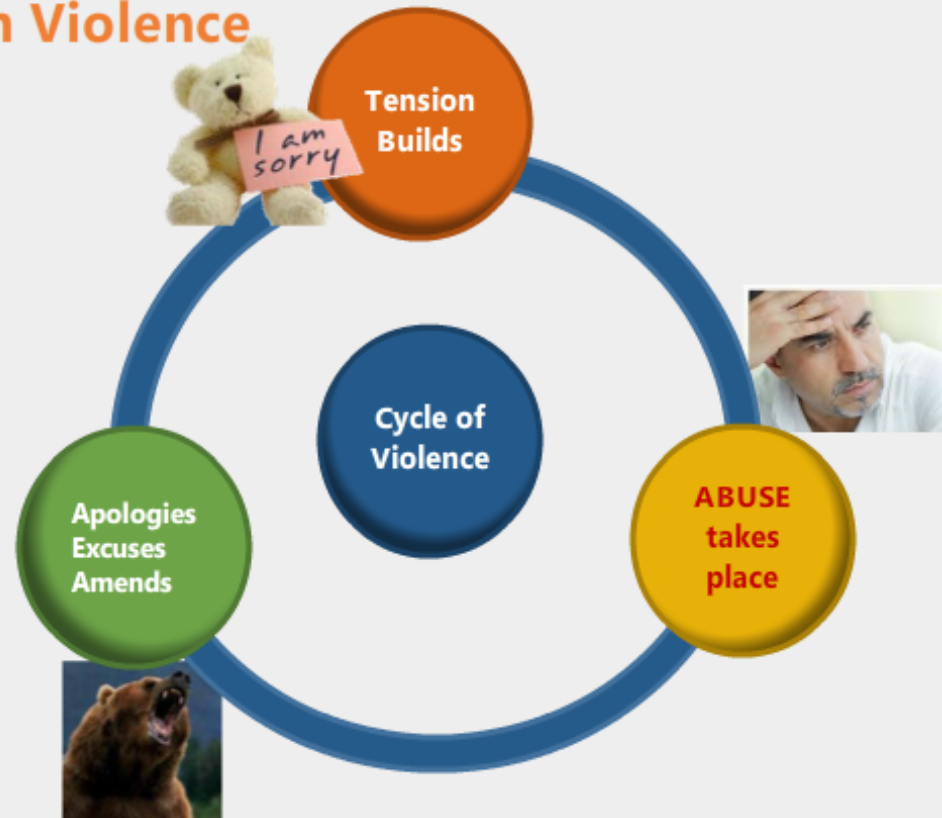 n Violence
Tension
Builds
I am
sorry
Cycle of
Violence
ABUSE
takes
place
Apologies
Excuses
Amends